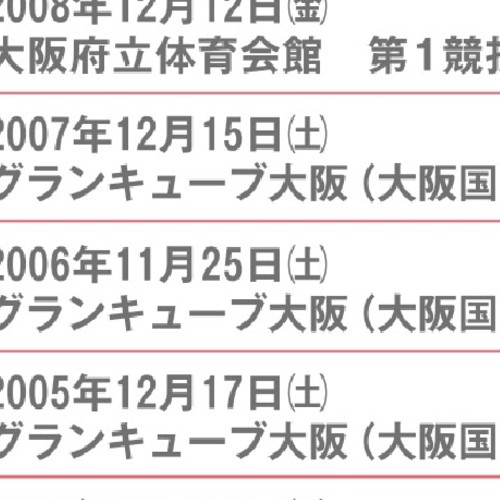 2008年12月12日㈮
大阪府立体育会館　第1競技
2007年12月15日㈯
グランキューブ大阪（大阪国
2006年11月25日㈯
グランキューブ大阪（大阪国
2005年12月17日㈯
グランキューブ大阪（大阪国